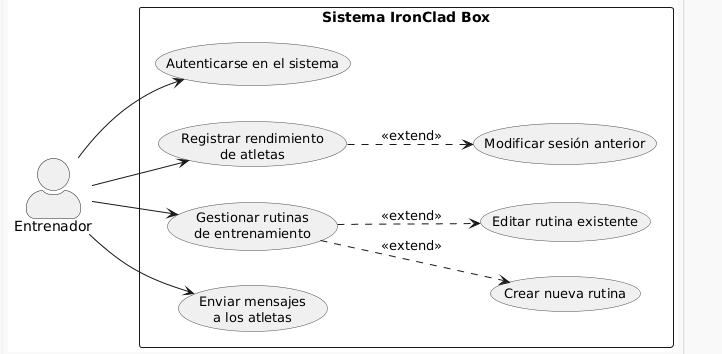 Sistema IronClad Box
Autenticarse en el sistema
Registrar rendimiento
de atletas
«extend»
Modificar sesión anterior
Entrenador
Gestionar rutinas
de entrenamiento
«extend»
Editar rutina existente
«extend»
Crear nueva rutina
Enviar mensajes
a los atletas